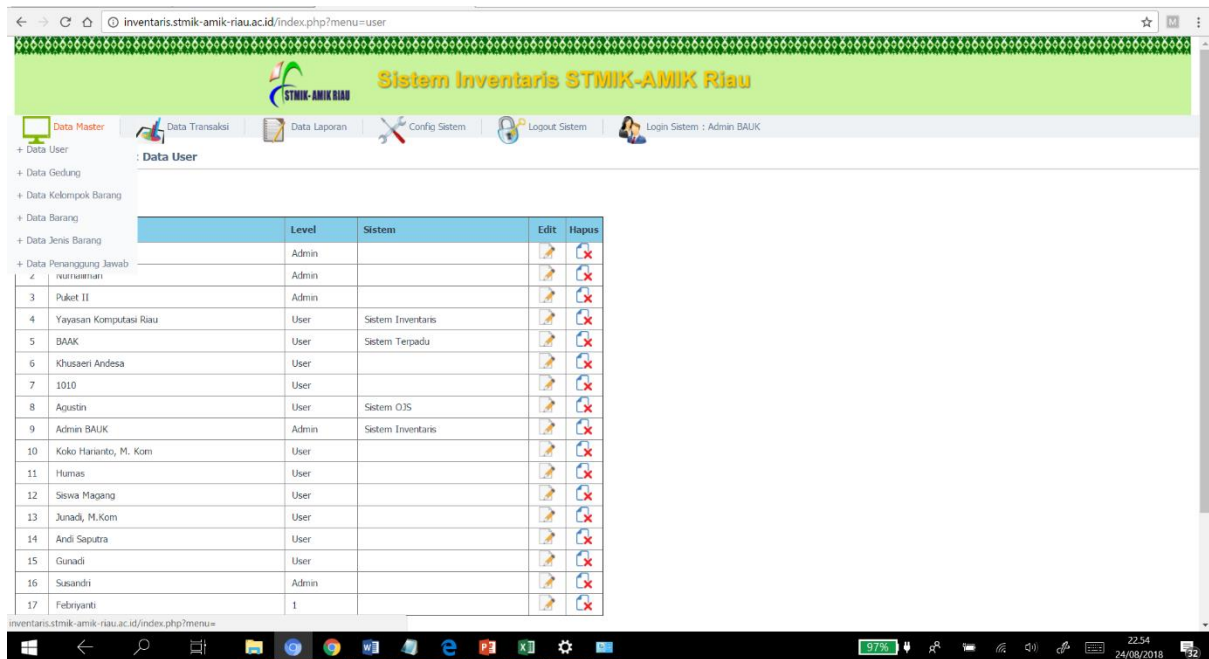 inventaris.stmik-amik-riau.ac.id/index.php?menu=user
M
STMIK-AMIK RIAU
Sistem Inventaris STMIK-AMIK Riau
Data Master Data Transaksi Data Laporan Config Sistem Logout Sistem Login Sistem : Admin BAUK
+ Data User
: Data User
+ Data Gedung
+ Data Kelompok Barang
+ Data Barang
+ Data Jenis Barang
+ Data Penanggung Jawab
Level Sistem Edit Hapus
Admin
2 Nurhaliman Admin
3 Puket II Admin
4 Yayasan Komputasi Riau User Sistem Inventaris
5 BAAK User Sistem Terpadu
6 Khusaeri Andesa User
7 1010 User
8 Agustin User Sistem OJS
9 Admin BAUK Admin Sistem Inventaris
10 Koko Harianto, M. Kom User
11 Humas User
12 Siswa Magang User
13 Junadi, M.Kom User
14 Andi Saputra User
15 Gunadi User
16 Susandri Admin
17 Febriyanti 1
inventaris.stmik-amik-riau.ac.id/index.php?menu=
97%
22.54
24/08/2018
32